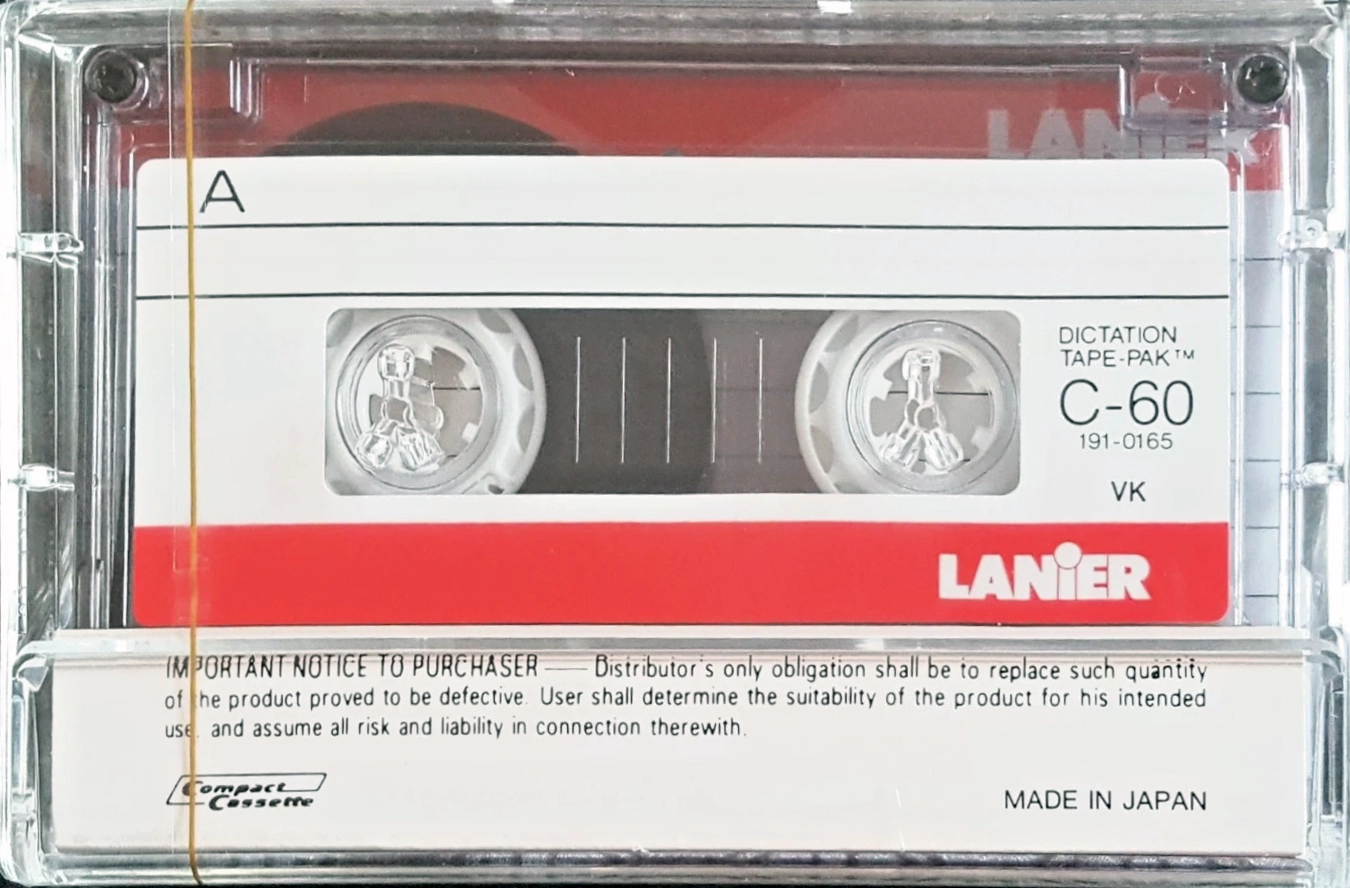 LANiER
A
DICTATION
TAPE-PAK™
C-60
191-0165
VK
LANiER
IMPORTANT NOTICE TO PURCHASER — Distributor's only obligation shall be to replace such quantity
of the product proved to be defective. User shall determine the suitability of the product for his intended
use, and assume all risk and liability in connection therewith.
Compact
Cassette
MADE IN JAPAN